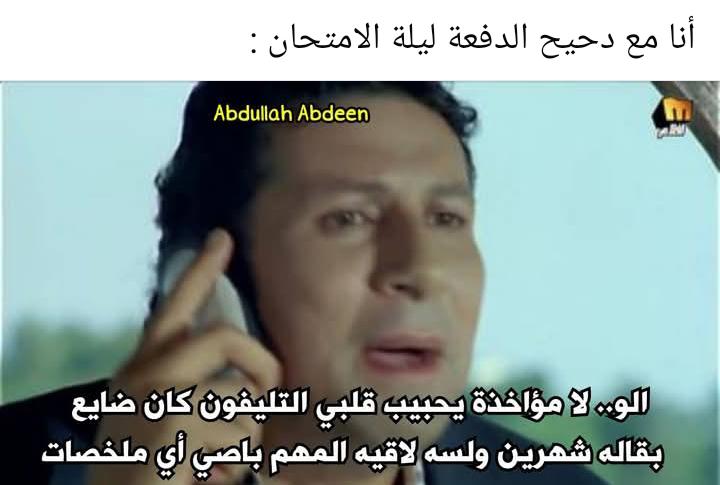 أنا مع دحيح الدفعة ليلة الامتحان :
Abdullah Abdeen
الو.. لا مؤاخذة يحبيب قلبي التليفون كان ضايع
بقاله شهرين ولسه لاقيه المهم باصي أي ملخصات